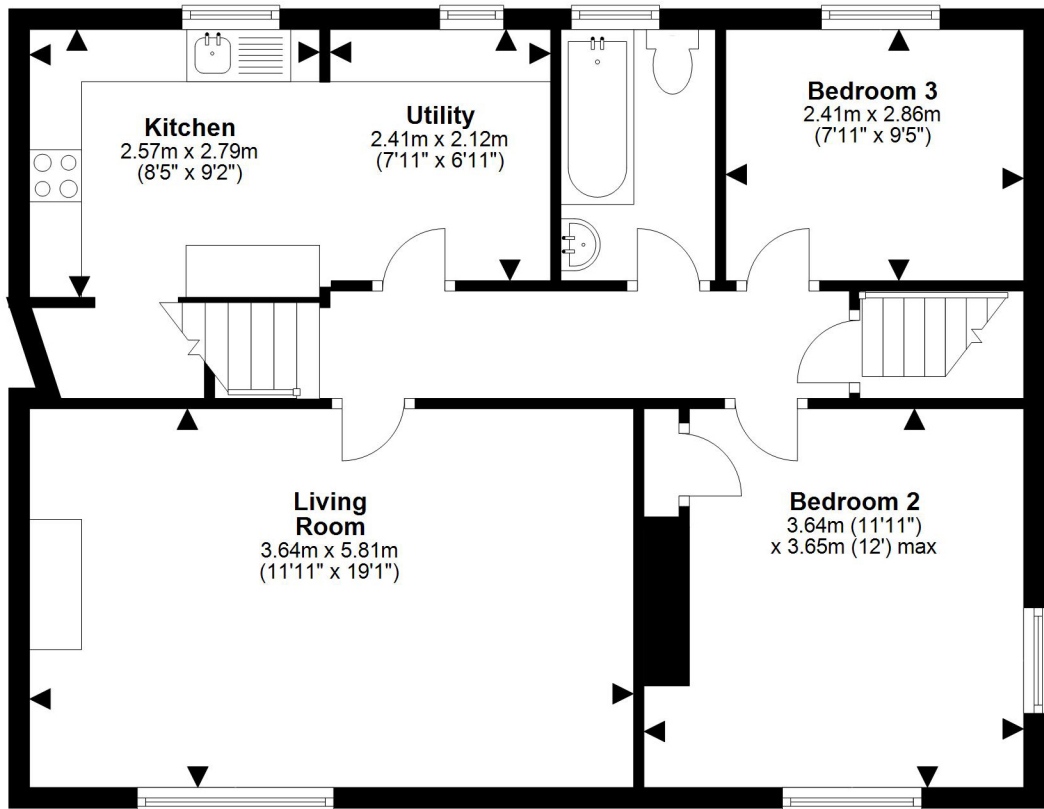 Kitchen
2.57m x 2.79m
(8'5" x 9'2")
Utility
2.41m x 2.12m
(7'11" x 6'11")
Bedroom 3
2.41m x 2.86m
(7'11" x 9'5")
Living
Room
3.64m x 5.81m
(11'11" x 19'1")
Bedroom 2
3.64m (11'11")
x 3.65m (12') max